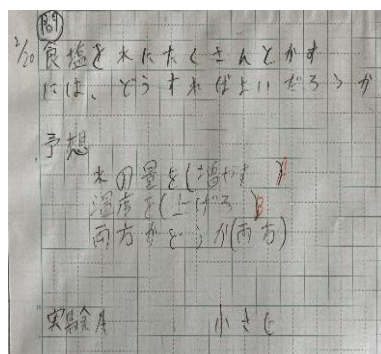 問
2/20 食塩を水にたくさんとかす
には、どうすればよいだろうか
予想
水の量を(増やす)
温度を(上げる) B
両方かどうか(両方)
実験A 小さじ